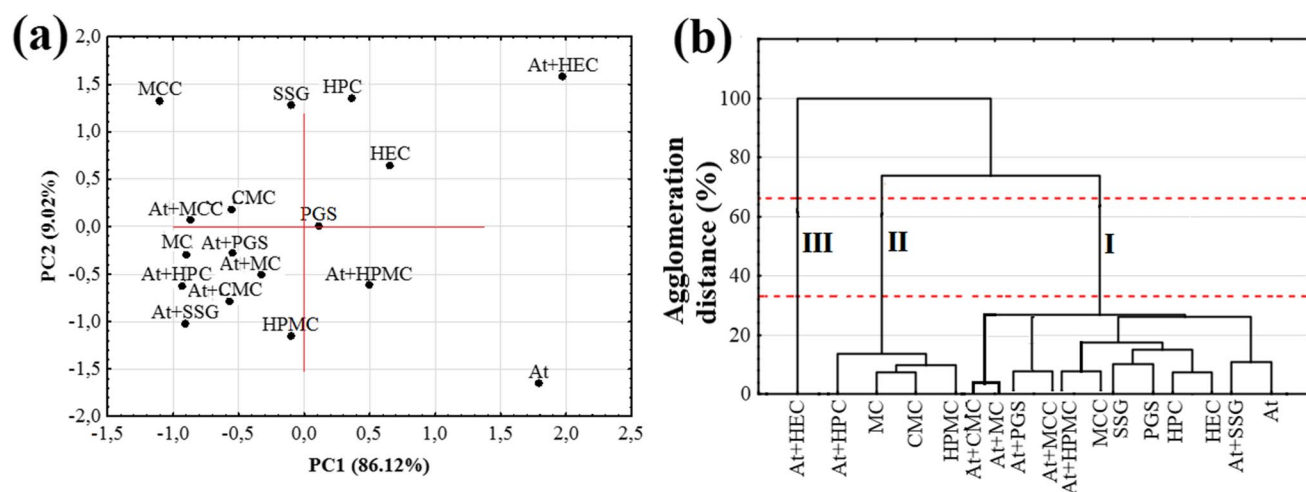 (a)
PC2 (9.02%)
2,0
1,5
1,0
0,5
0,0
-0,5
-1,0
-1,5
-2,0
At+HEC
MCC
SSG
HPC
HEC
CMC
At+MCC
PGS
MC
At+PGS
At+MC
At+HPC
At+HPMC
At+CMC
At+SSG
HPMC
At
-1,5 -1,0 -0,5 0,0 0,5 1,0 1,5 2,0 2,5
PC1 (86.12%)
(b)
Agglomeration
distance (%)
100
80
60
40
20
0
III II I
At+HEC
At+HPC
MC
CMC
HPMC
At+CMC
At+MC
At+PGS
At+MCC
At+HPMC
MCC
SSG
PGS
HPC
HEC
At+SSG
At